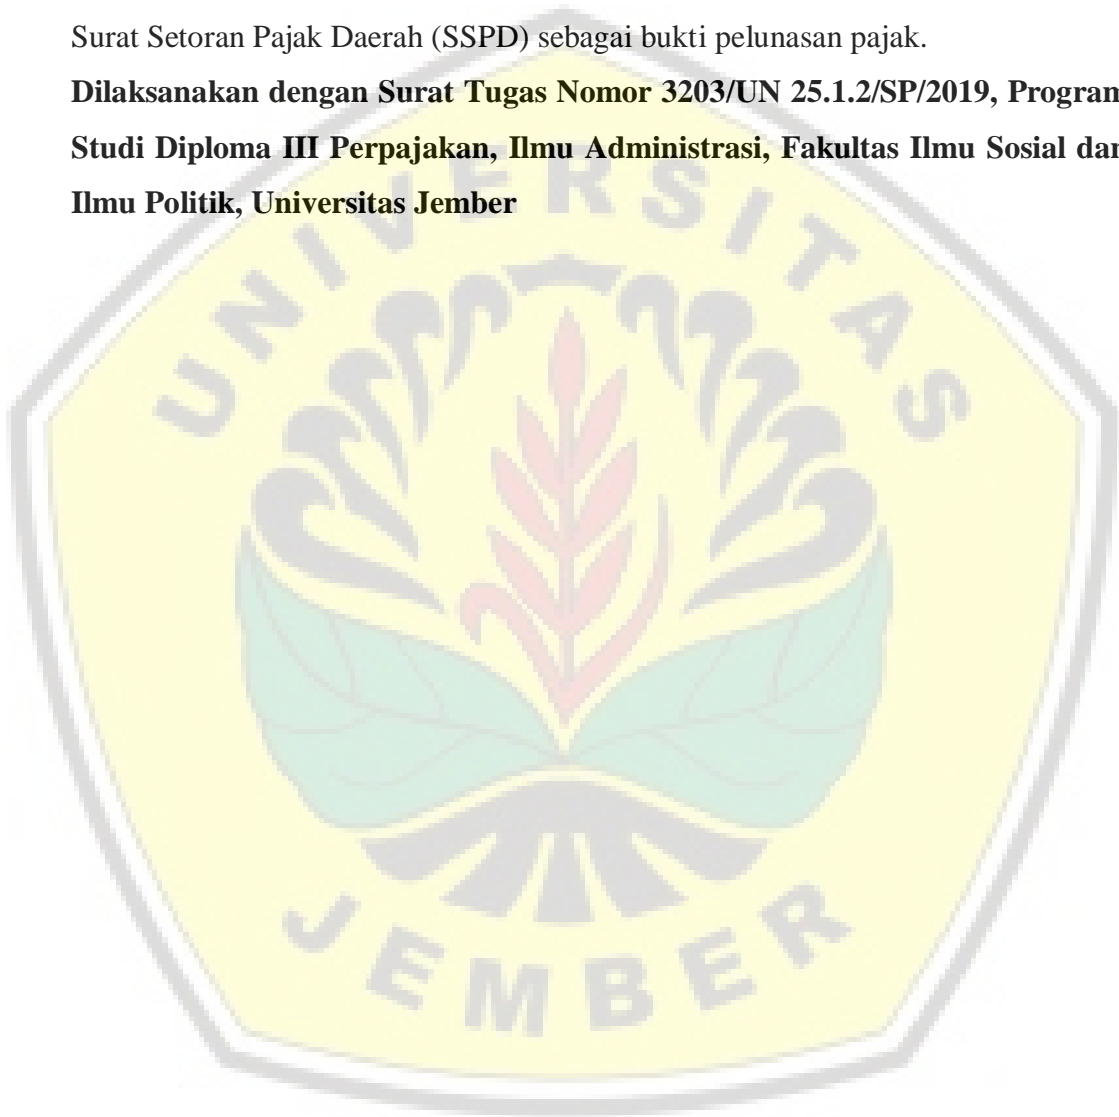 Surat Setoran Pajak Daerah (SSPD) sebagai bukti pelunasan pajak.
Dilaksanakan dengan Surat Tugas Nomor 3203/UN 25.1.2/SP/2019, Program
Studi Diploma III Perpajakan, Ilmu Administrasi, Fakultas Ilmu Sosial dan
Ilmu Politik, Universitas Jember
UNIVERSITAS
JEMBER